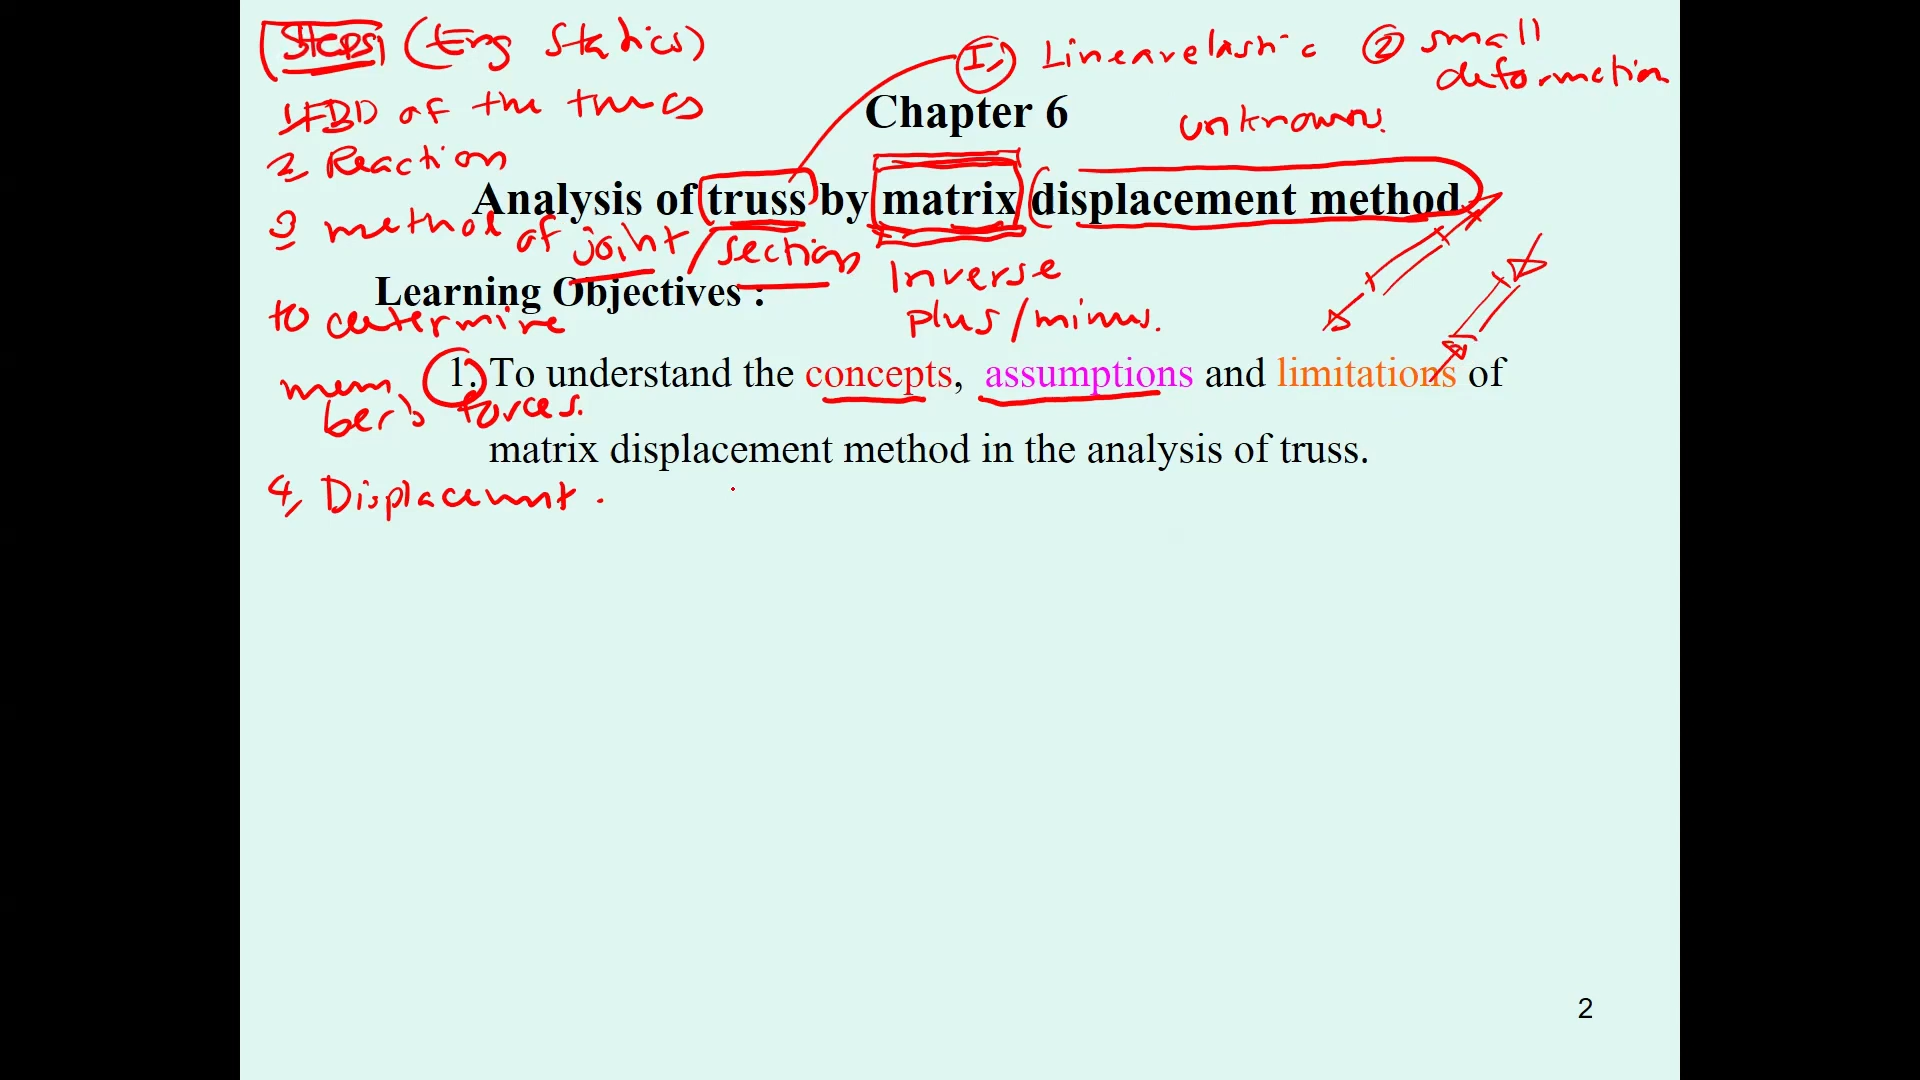 Steps, (Eng Statics)
I, Linear elastic ② small
deformation
1, FBD of the truss
Chapter 6
unknown.
2, Reaction
Analysis of truss by matrix displacement method
3 method of joint / section
Inverse
Learning Objectives :
to determine
plus / minus.
1. To understand the concepts, assumptions and limitations of
mem
ber's forces.
matrix displacement method in the analysis of truss.
4, Displacement.
2